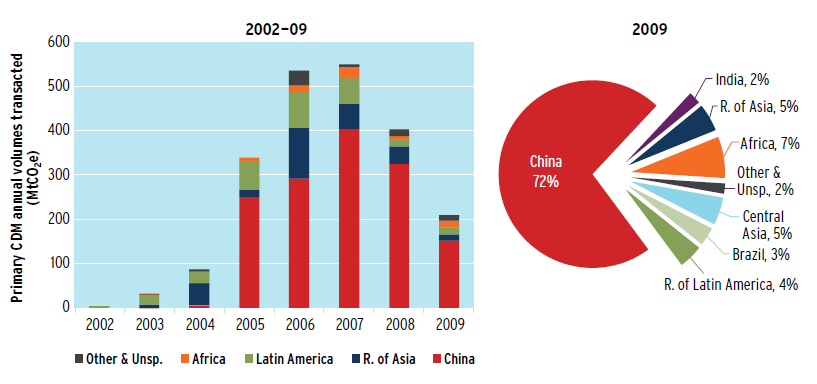 2002–09
Primary CDM annual volumes transacted
(MtCO₂e)
600
500
400
300
200
100
0
2002 2003 2004 2005 2006 2007 2008 2009
Other & Unsp. Africa Latin America R. of Asia China
2009
India, 2%
R. of Asia, 5%
Africa, 7%
Other &
Unsp., 2%
Central
Asia, 5%
Brazil, 3%
R. of Latin America, 4%
China
72%